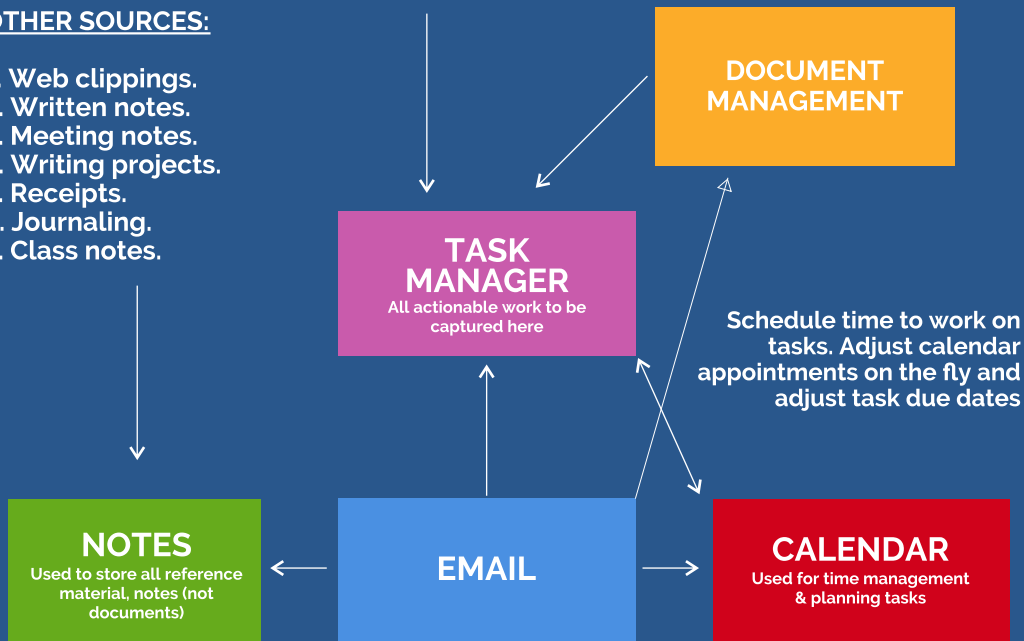 OTHER SOURCES:
. Web clippings.
. Written notes.
. Meeting notes.
. Writing projects.
. Receipts.
. Journaling.
. Class notes.
DOCUMENT
MANAGEMENT
TASK
MANAGER
All actionable work to be
captured here
Schedule time to work on
tasks. Adjust calendar
appointments on the fly and
adjust task due dates
NOTES
Used to store all reference
material, notes (not
documents)
EMAIL
CALENDAR
Used for time management
& planning tasks